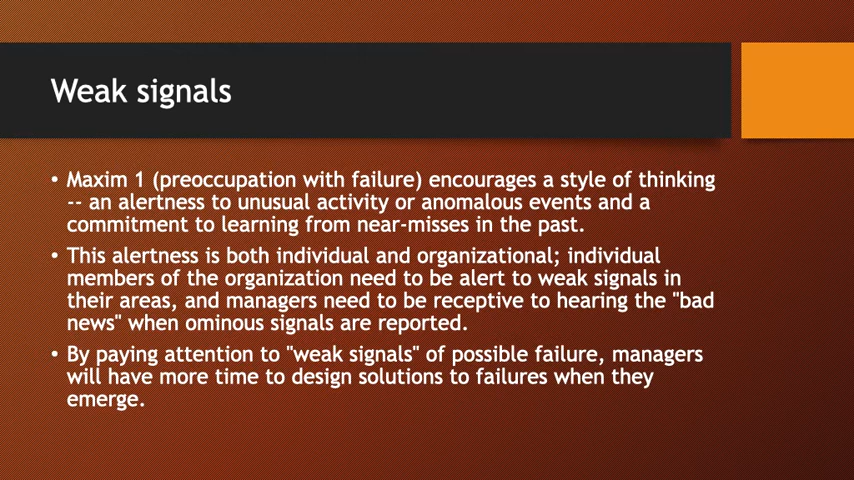 Weak signals
• Maxim 1 (preoccupation with failure) encourages a style of thinking
-- an alertness to unusual activity or anomalous events and a
commitment to learning from near-misses in the past.
• This alertness is both individual and organizational; individual
members of the organization need to be alert to weak signals in
their areas, and managers need to be receptive to hearing the "bad
news" when ominous signals are reported.
• By paying attention to "weak signals" of possible failure, managers
will have more time to design solutions to failures when they
emerge.